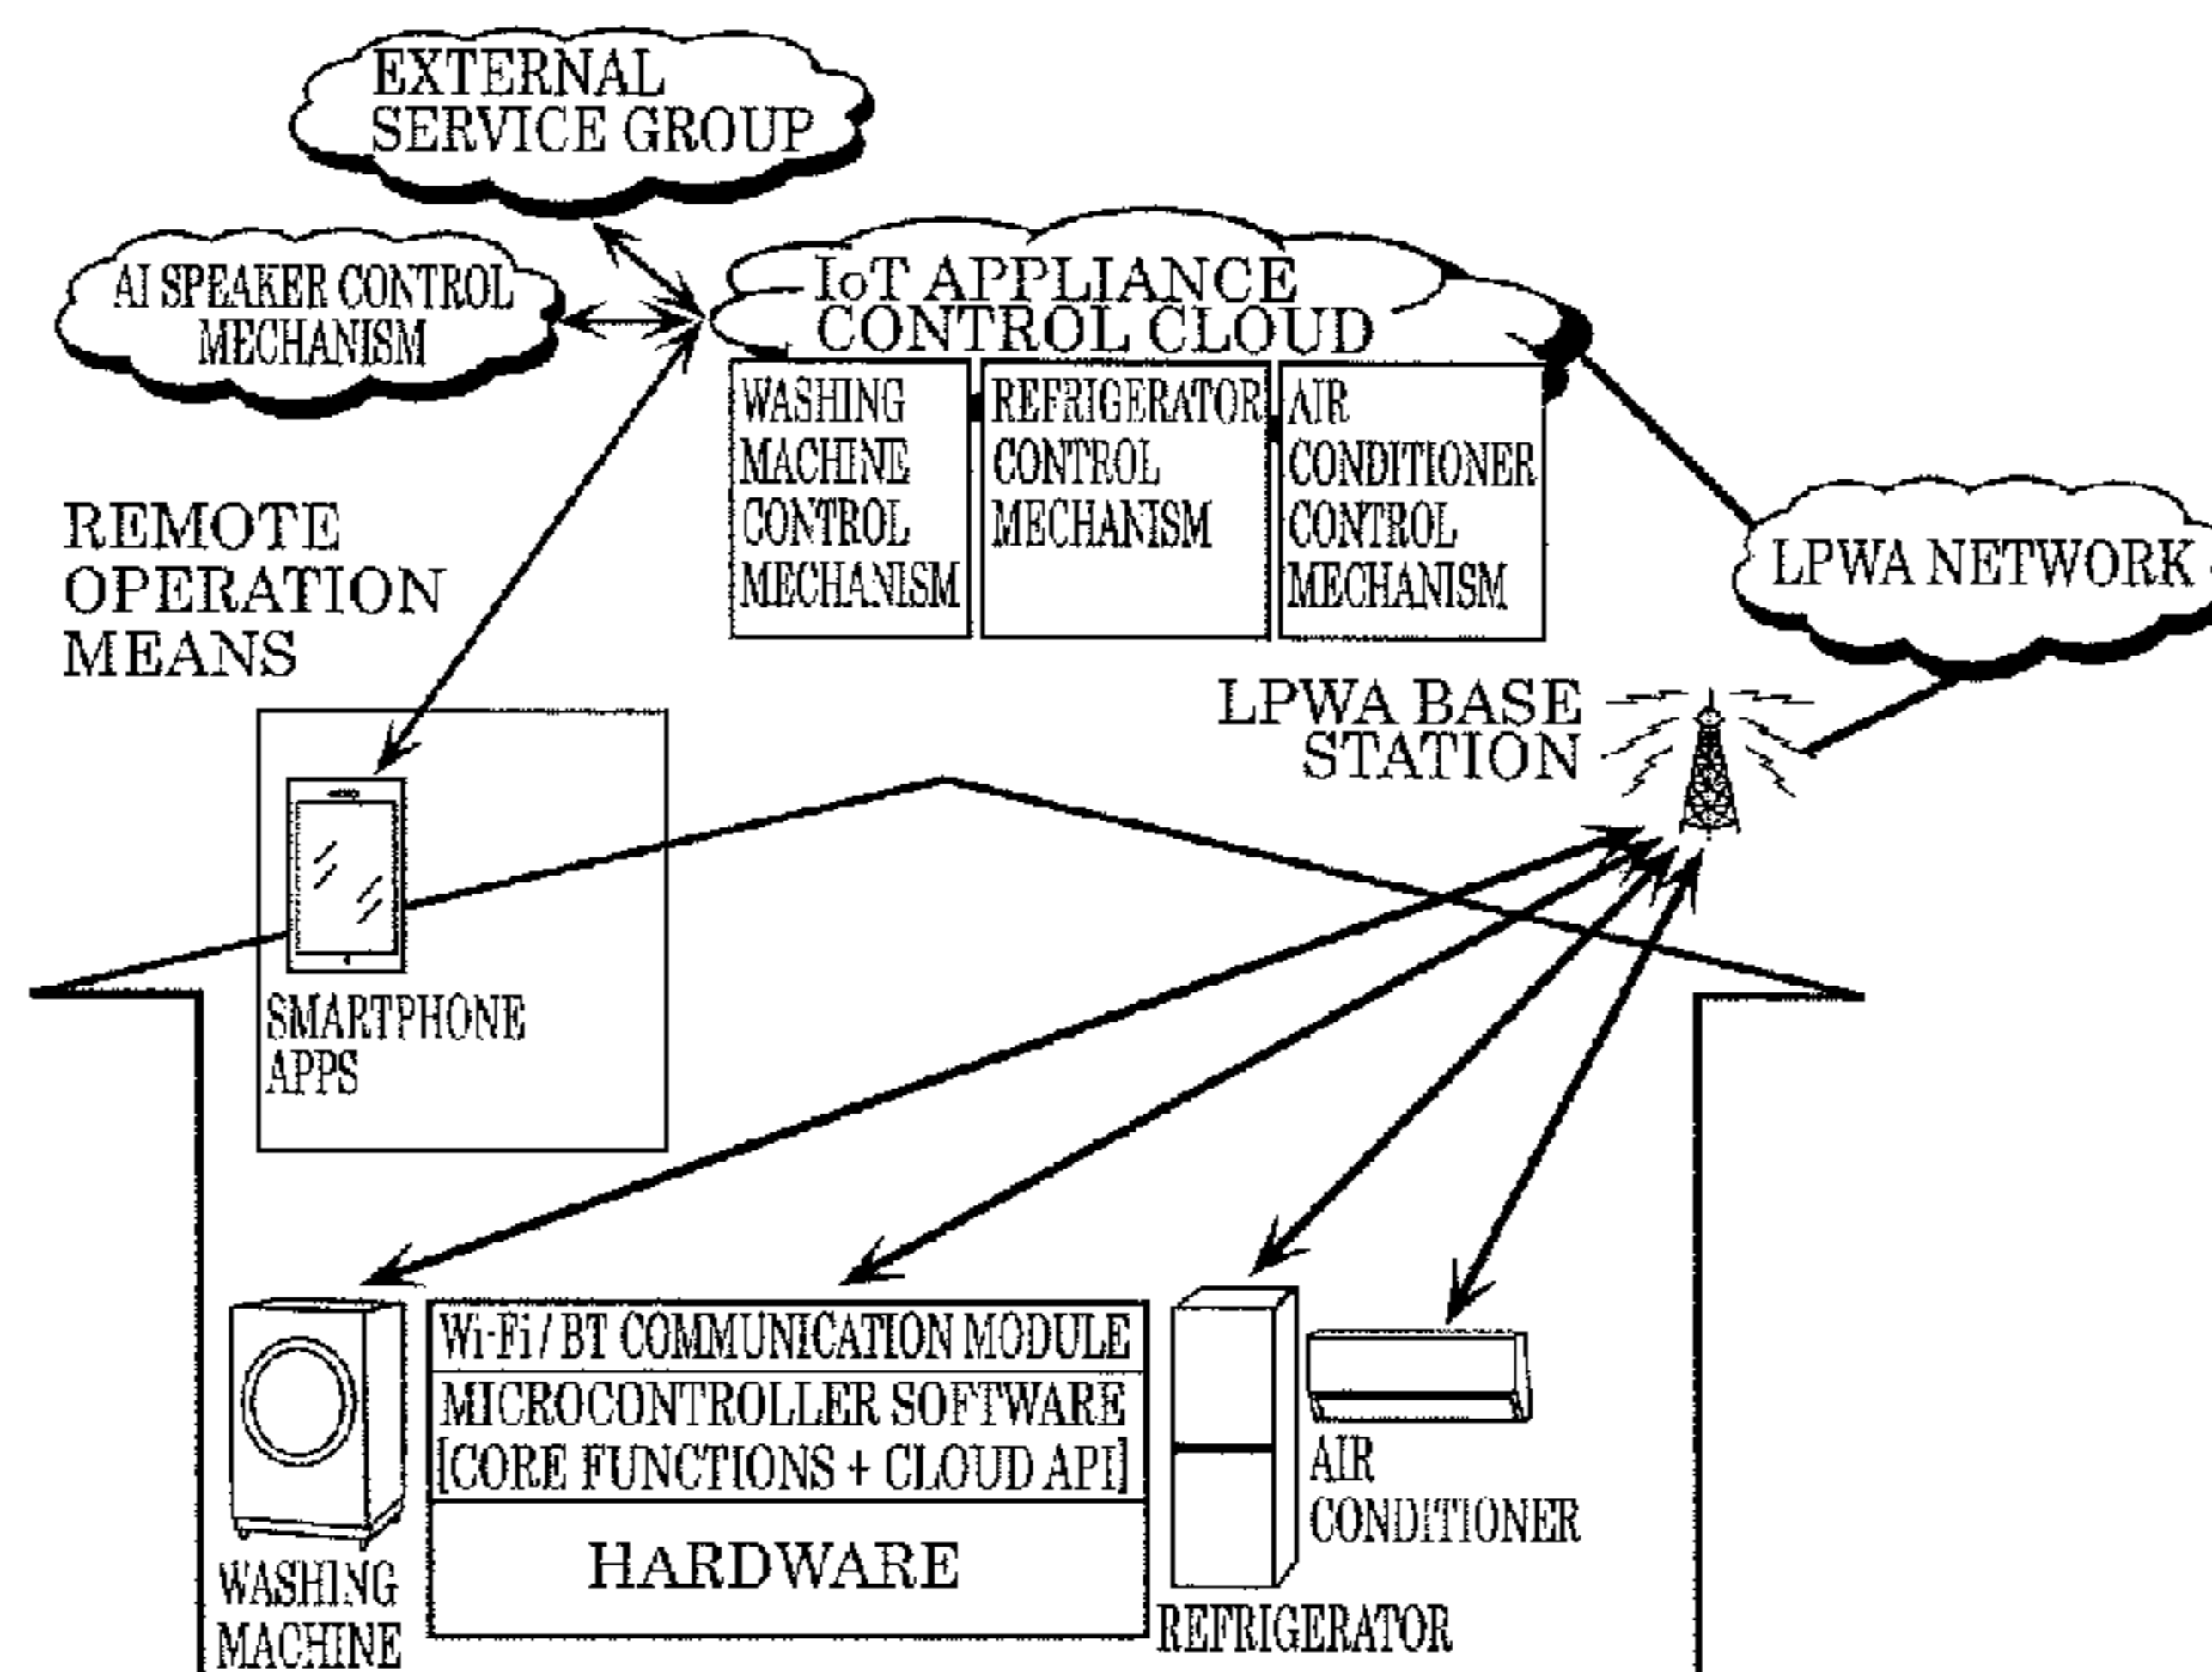 EXTERNAL
SERVICE GROUP
AI SPEAKER CONTROL
MECHANISM
IoT APPLIANCE
CONTROL CLOUD
WASHING
MACHINE
CONTROL
MECHANISM
REFRIGERATOR
CONTROL
MECHANISM
AIR
CONDITIONER
CONTROL
MECHANISM
REMOTE
OPERATION
MEANS
LPWA NETWORK
LPWA BASE
STATION
SMARTPHONE
APPS
Wi-Fi / BT COMMUNICATION MODULE
MICROCONTROLLER SOFTWARE
[CORE FUNCTIONS + CLOUD API]
HARDWARE
WASHING
MACHINE
REFRIGERATOR
AIR
CONDITIONER